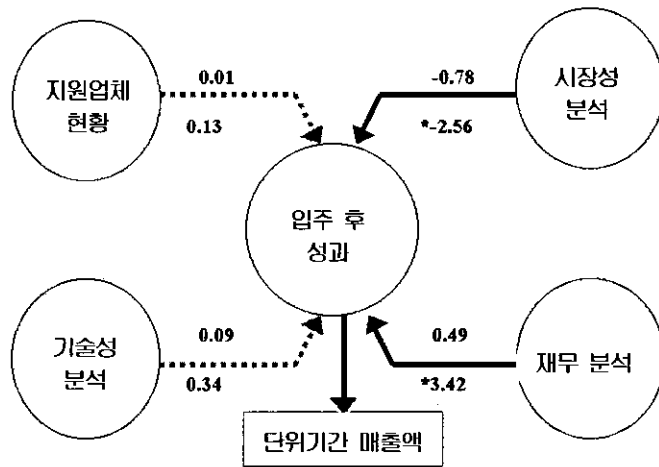 지원업체
현황
0.01
0.13
-0.78
*-2.56
시장성
분석
입주 후
성과
기술성
분석
0.09
0.34
0.49
*3.42
재무 분석
단위기간 매출액